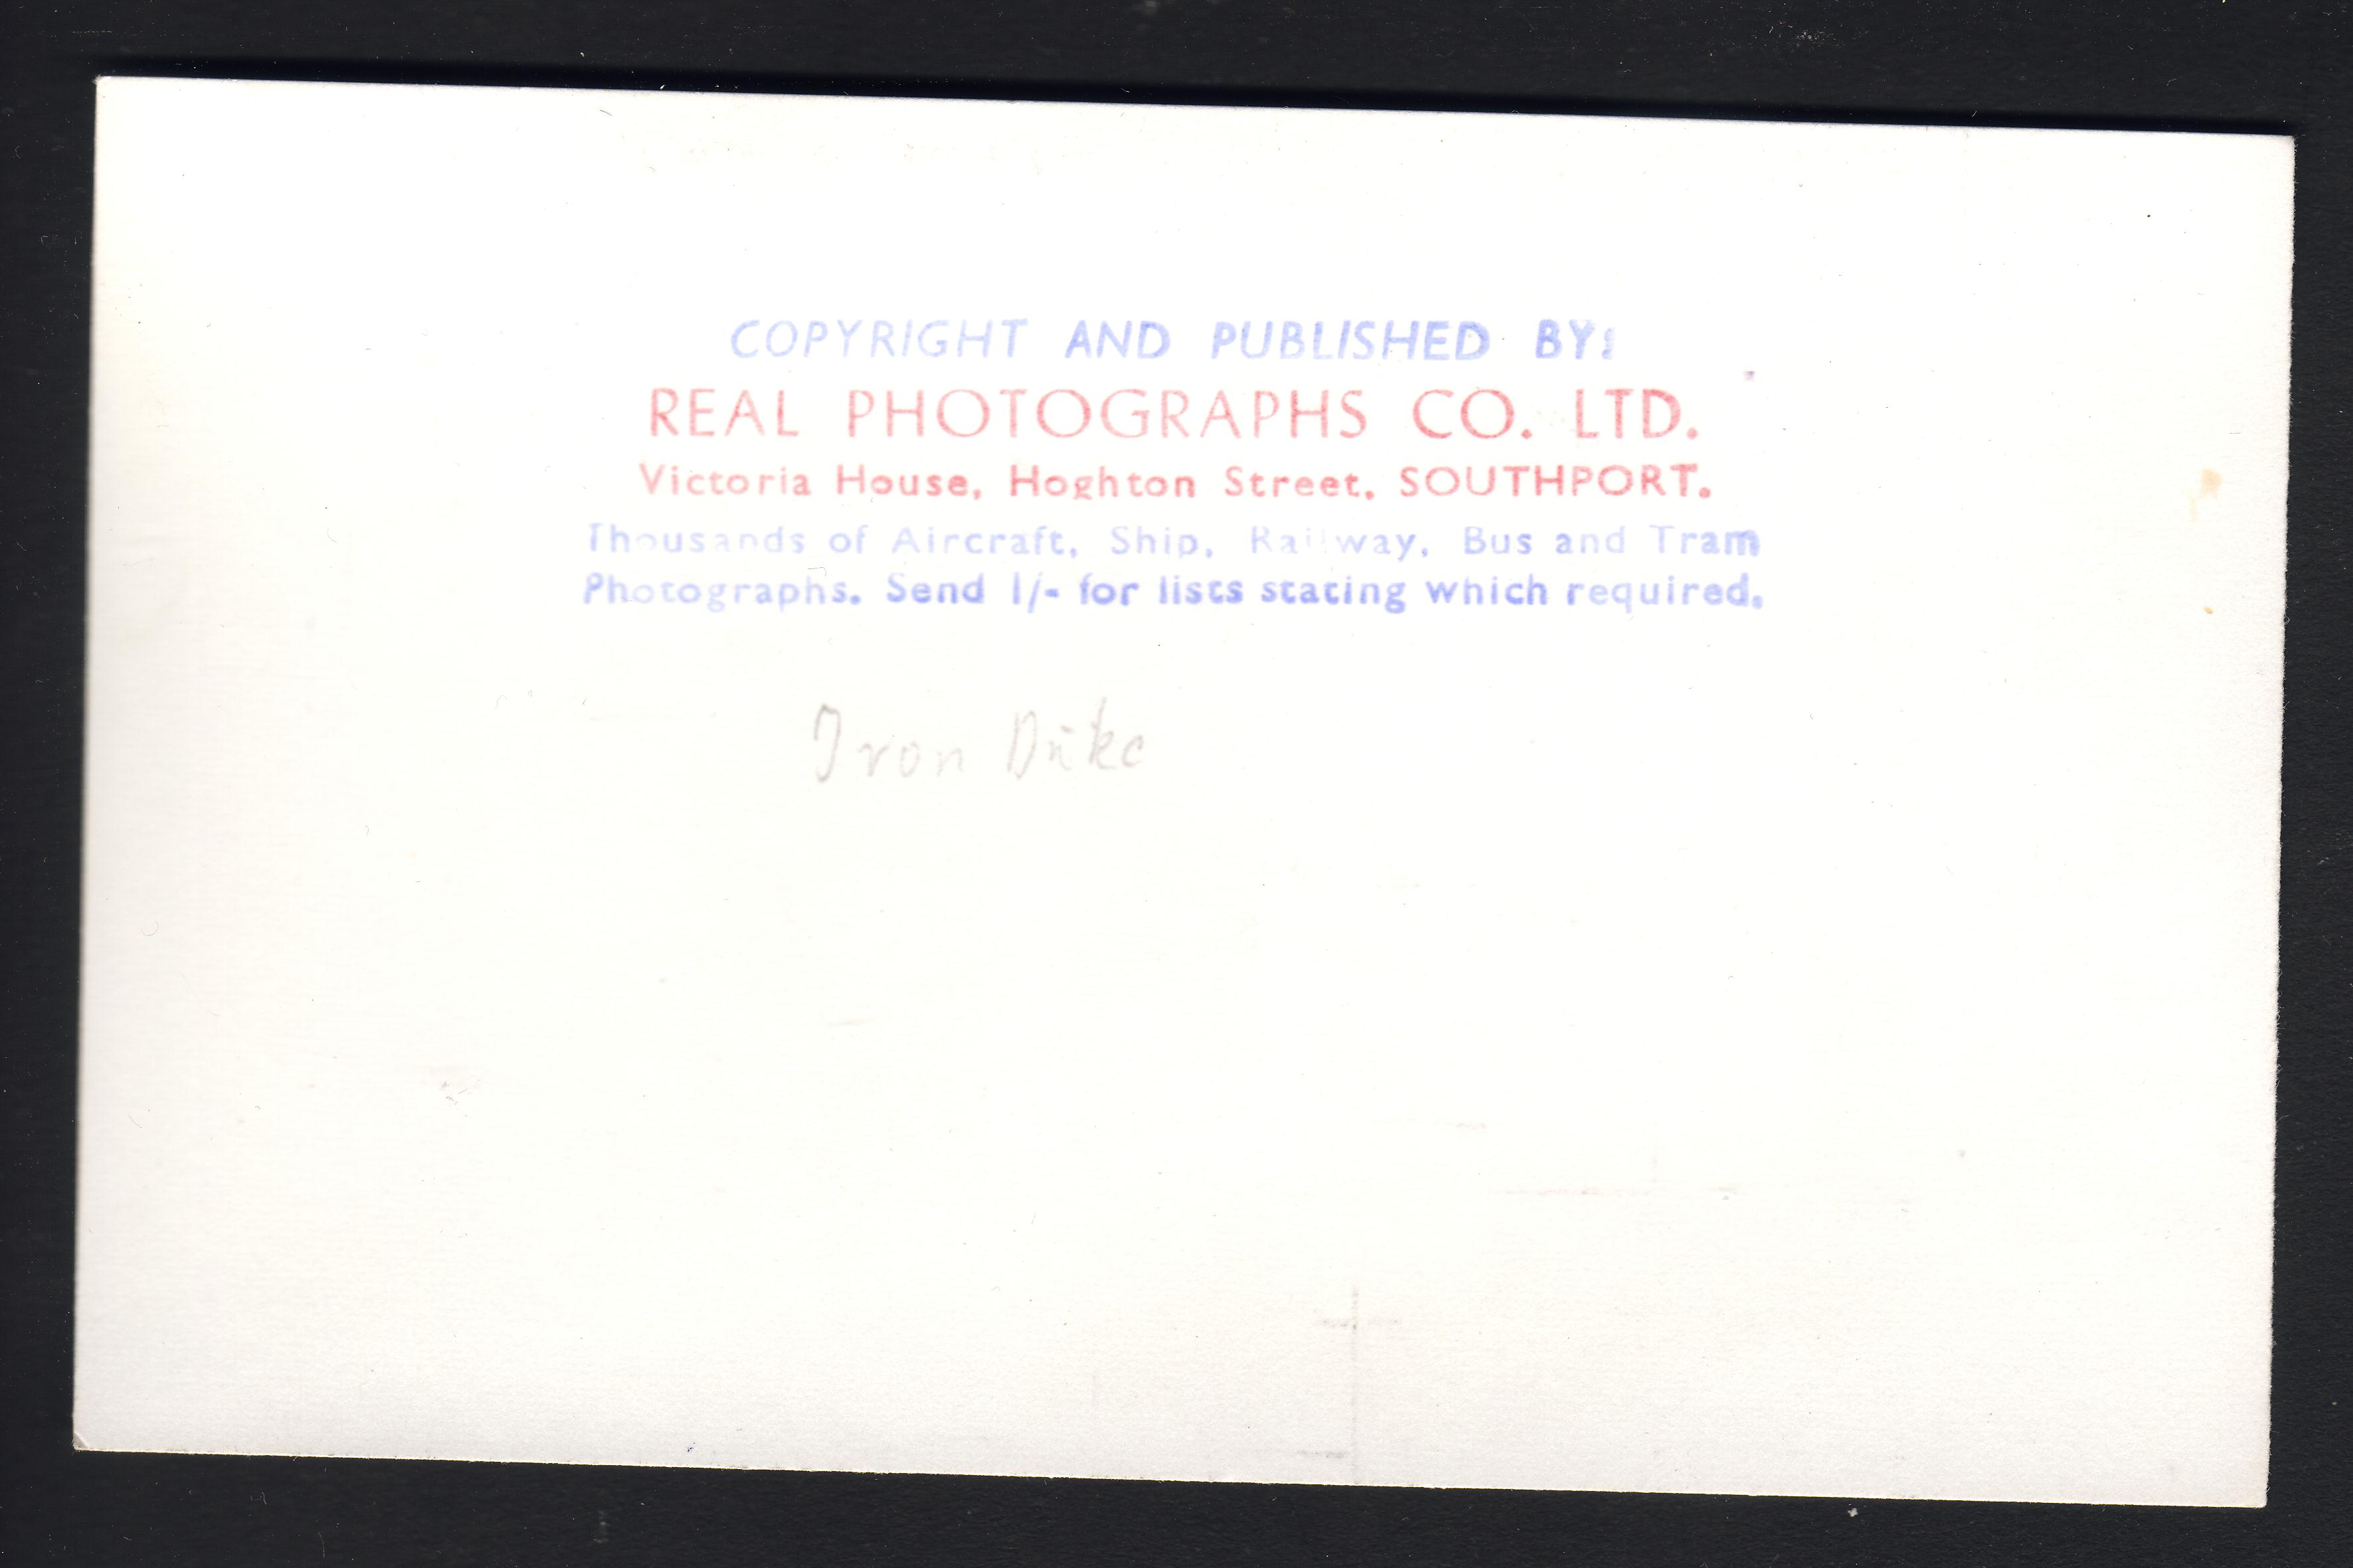 COPYRIGHT AND PUBLISHED BY:
REAL PHOTOGRAPHS CO. LTD.
Victoria House, Hoghton Street, SOUTHPORT.
Thousands of Aircraft, Ship, Railway, Bus and Tram
Photographs. Send 1/- for lists stating which required.
Iron Duke